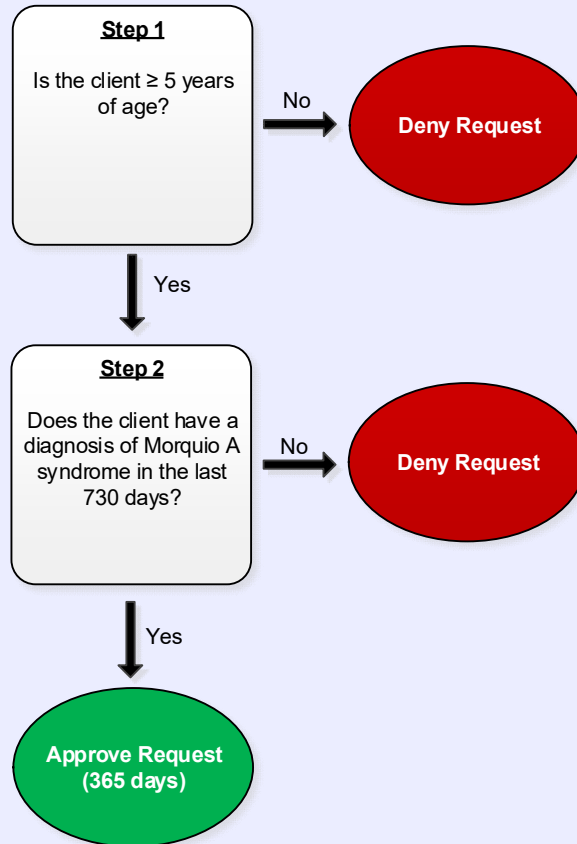 Step 1
Is the client ≥ 5 years
of age?
No
Deny Request
Yes
Step 2
Does the client have a
diagnosis of Morquio A
syndrome in the last
730 days?
No
Deny Request
Yes
Approve Request
(365 days)